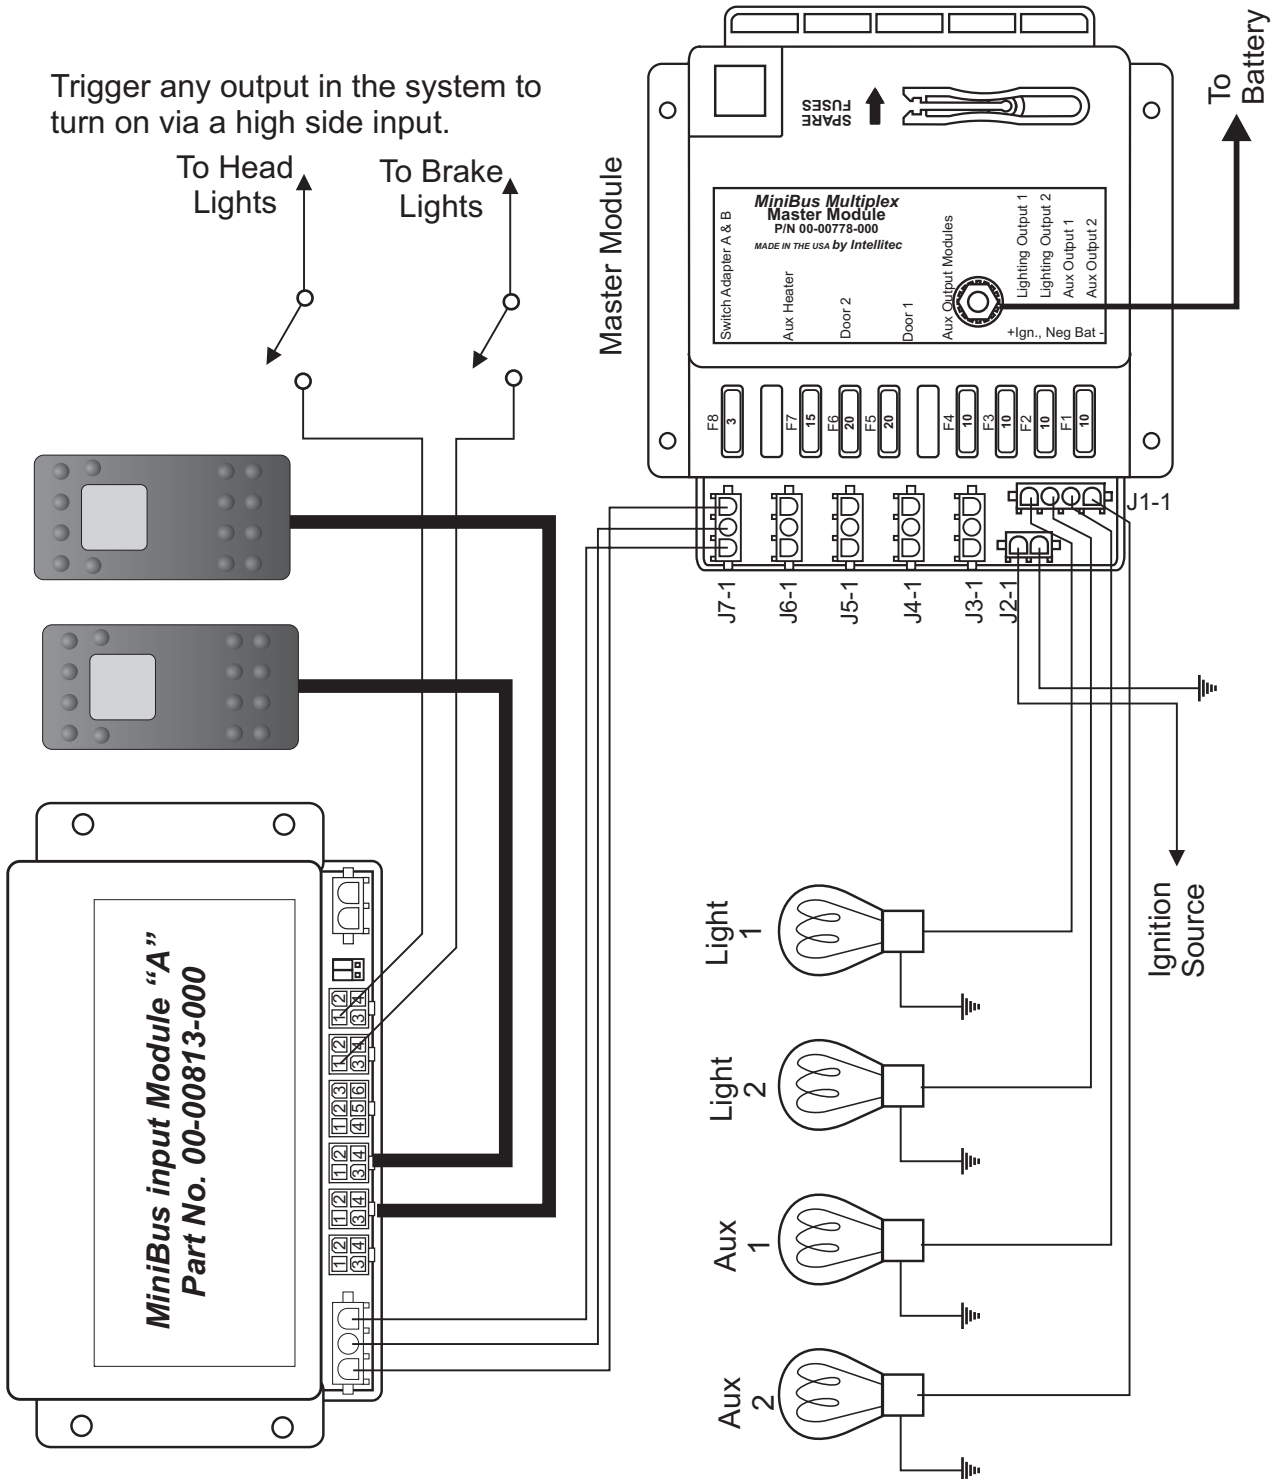 Trigger any output in the system to
turn on via a high side input.
To Head
Lights
To Brake
Lights
Master Module
SPARE
FUSES
To
Battery
MiniBus Multiplex
Master Module
P/N 00-00778-000
MADE IN THE USA by Intellitec
Switch Adapter A & B
Aux Heater
Door 2
Door 1
Aux Output Modules
Lighting Output 1
Lighting Output 2
Aux Output 1
Aux Output 2
+Ign., Neg Bat -
F8
3
F7
15
F6
20
F5
20
F4
10
F3
10
F2
10
F1
10
J7-1
J6-1
J5-1
J4-1
J3-1
J2-1
J1-1
Ignition
Source
MiniBus input Module “A”
Part No. 00-00813-000
1 2
3 4
1 2
3 4
1 2 3
4 5 6
1 2
3 4
1 2
3 4
1 2
3 4
Light
1
Light
2
Aux
1
Aux
2